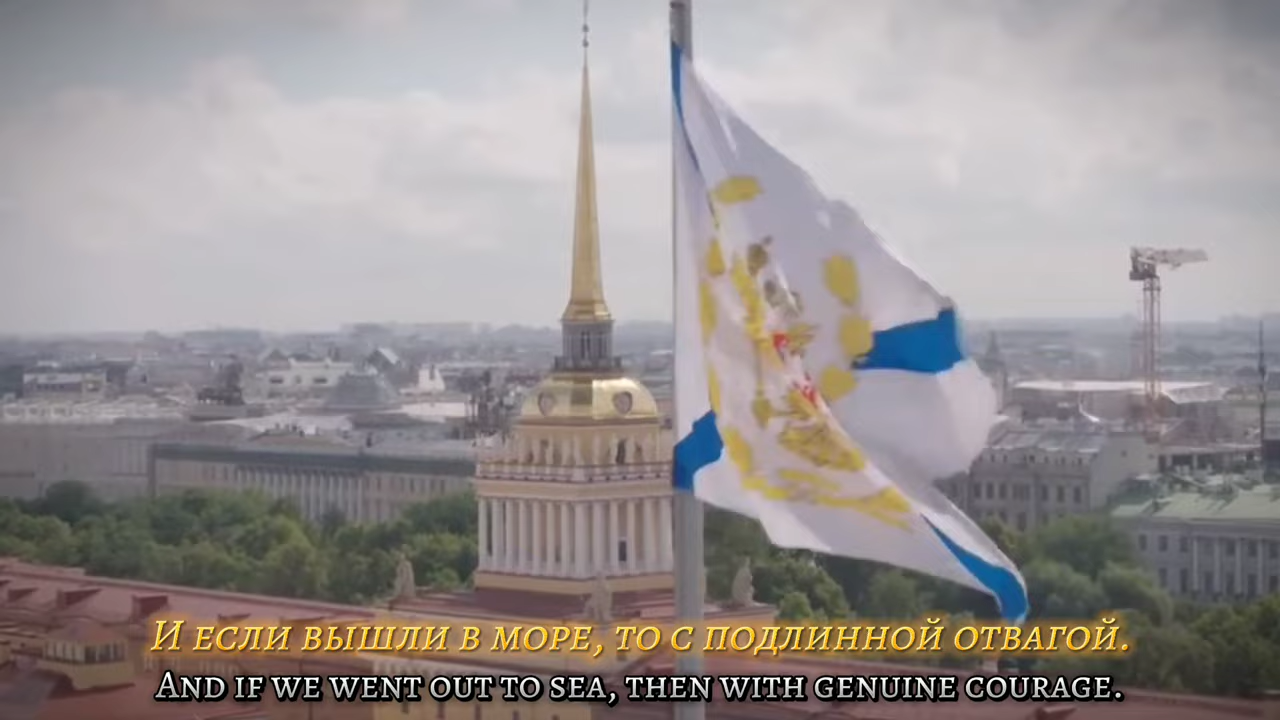 И если вышли в море, то с подлинной отвагой.
And if we went out to sea, then with genuine courage.